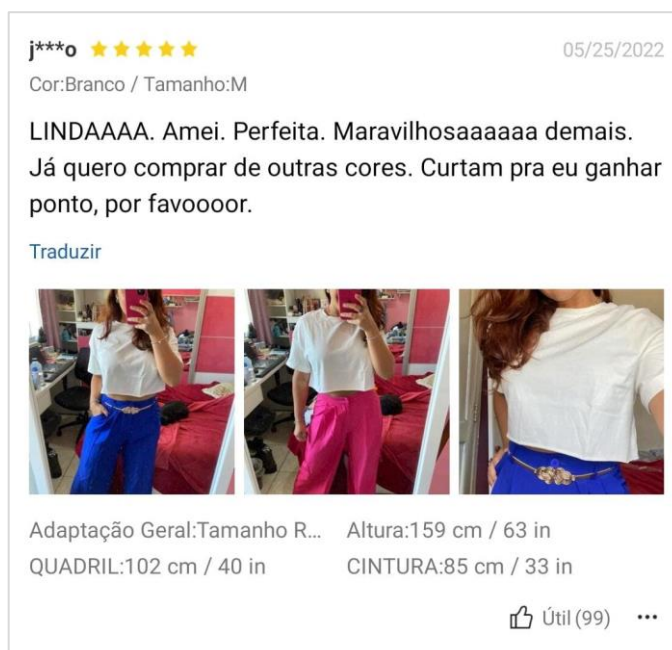 j***o
05/25/2022
Cor:Branco / Tamanho:M
LINDAAAA. Amei. Perfeita. Maravilhosaaaaaa demais.
Já quero comprar de outras cores. Curtam pra eu ganhar
ponto, por favoooor.
Traduzir
Adaptação Geral:Tamanho R... Altura:159 cm / 63 in
QUADRIL:102 cm / 40 in CINTURA:85 cm / 33 in
Útil (99)